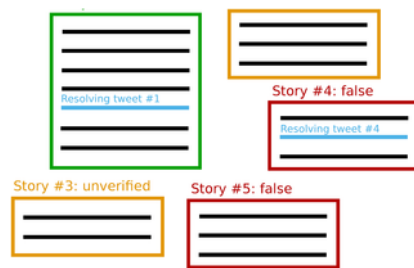 Resolving tweet #1
Story #4: false
Resolving tweet #4
Story #3: unverified
Story #5: false